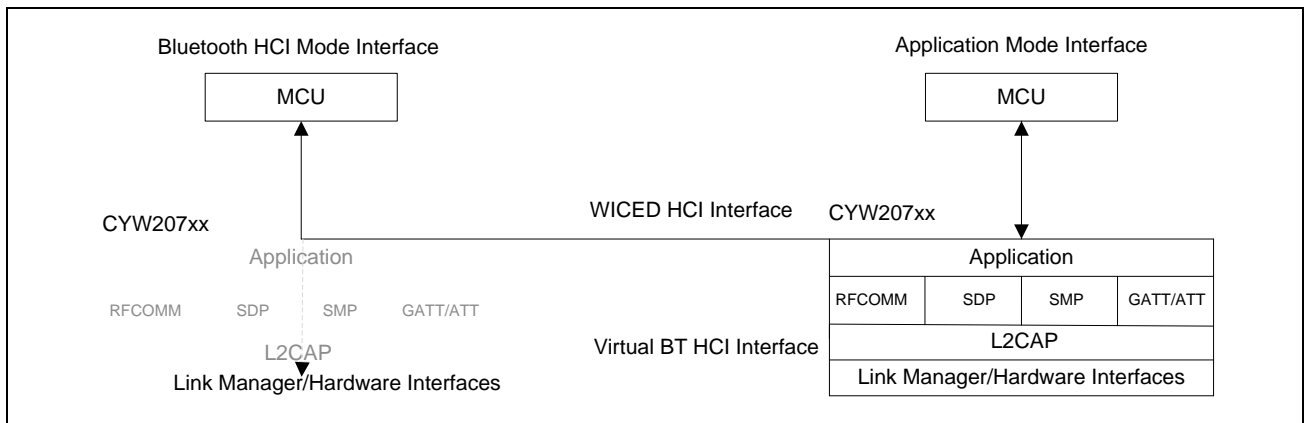 Bluetooth HCI Mode Interface
Application Mode Interface
MCU
MCU
WICED HCI Interface
CYW207xx
CYW207xx
Application
Application
RFCOMM SDP SMP GATT/ATT
RFCOMM SDP SMP GATT/ATT
L2CAP
Virtual BT HCI Interface
L2CAP
Link Manager/Hardware Interfaces
Link Manager/Hardware Interfaces